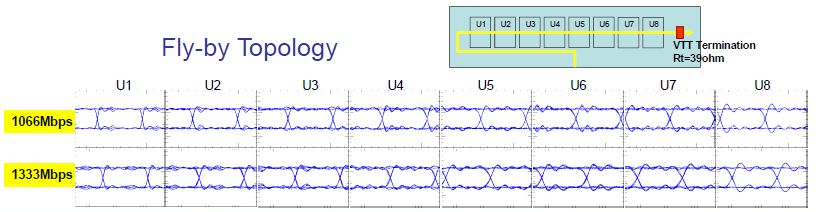 Fly-by Topology
U1 U2 U3 U4 U5 U6 U7 U8
VTT Termination
Rt=39ohm
U1 U2 U3 U4 U5 U6 U7 U8
1066Mbps
1333Mbps